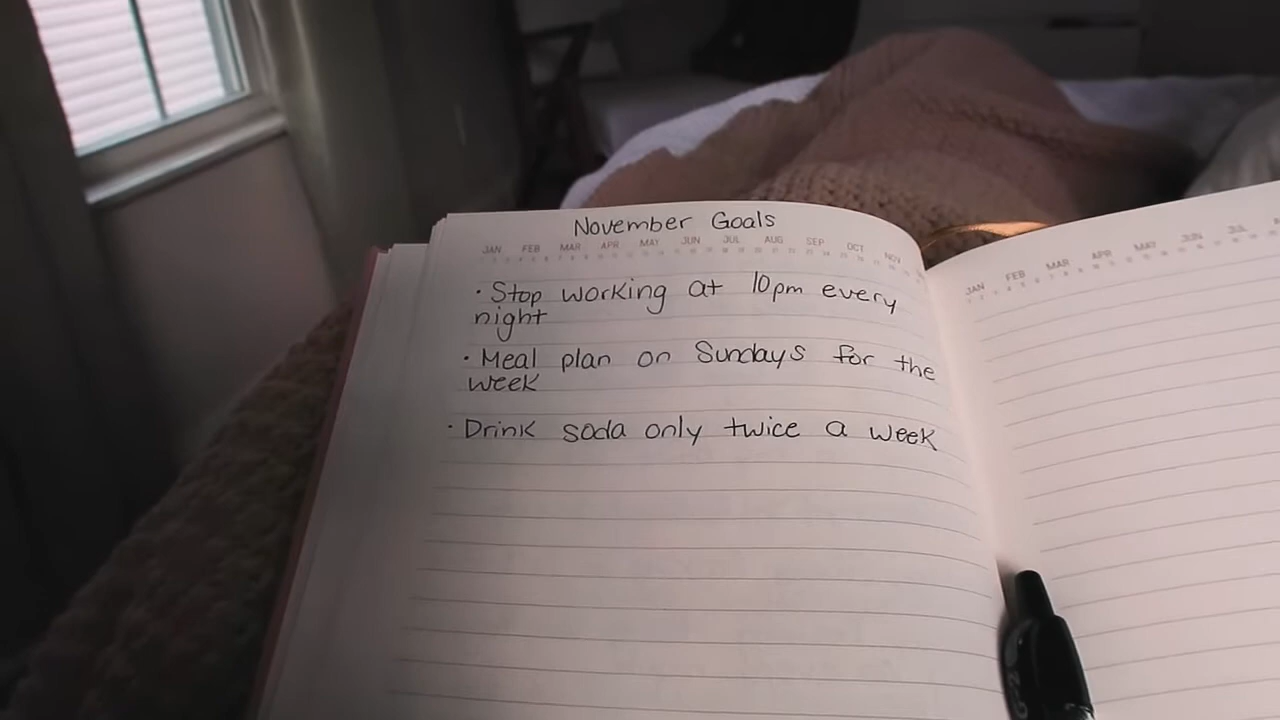 November Goals
JAN FEB MAR APR MAY JUN JUL AUG SEP OCT NOV
• Stop working at 10pm every
night
• Meal plan on Sundays for the
week
• Drink soda only twice a week
JAN FEB MAR APR MAY JUN JUL